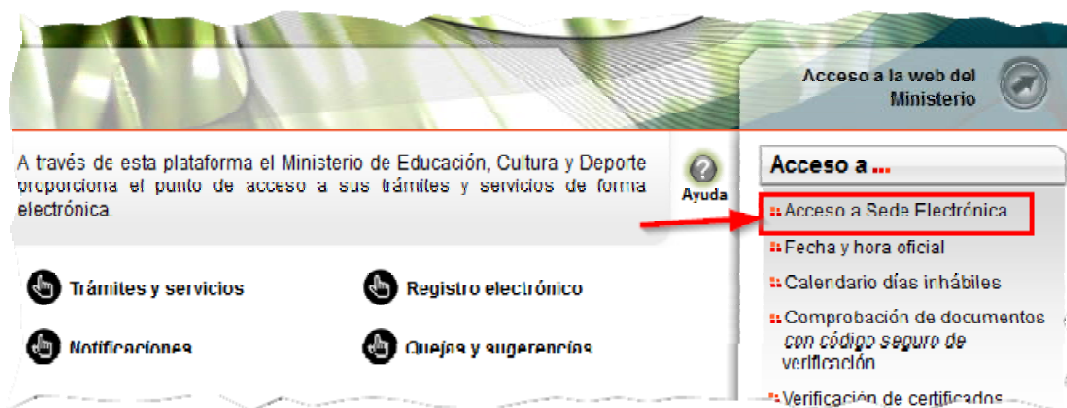 Acceso a la web del
Ministerio
A través de esta plataforma el Ministerio de Educación, Cultura y Deporte
proporciona el punto de acceso a sus trámites y servicios de forma
electrónica
Ayuda
Trámites y servicios
Registro electrónico
Notificaciones
Quejas y sugerencias
Acceso a ...
Acceso a Sede Electrónica
Fecha y hora oficial
Calendario días inhábiles
Comprobación de documentos
con código seguro de
verificación
Verificación de certificados